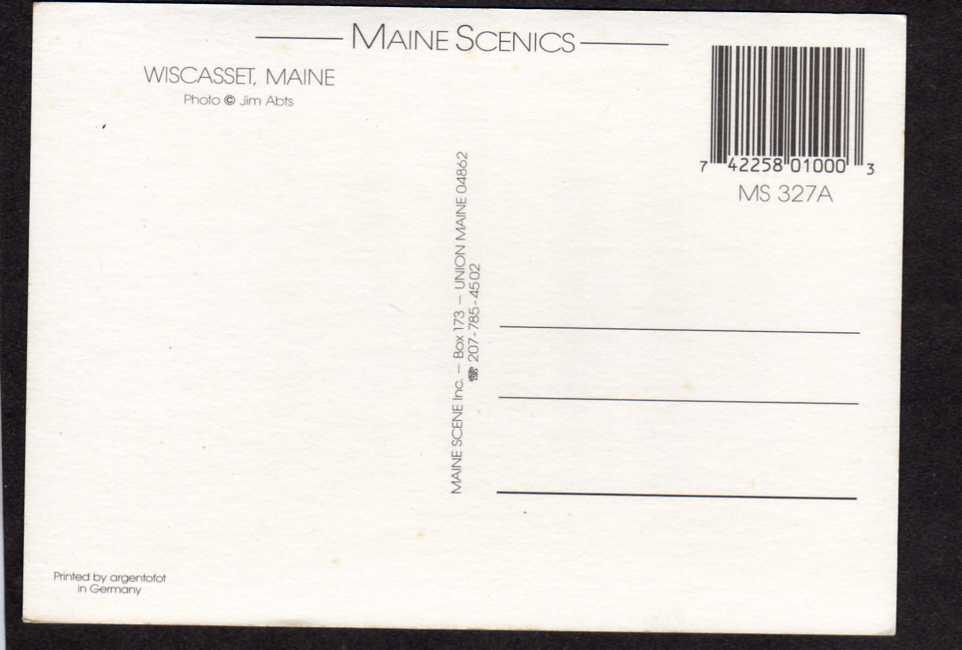 MAINE SCENICS
WISCASSET, MAINE
Photo © Jim Abts
7 42258 01000 3
MS 327A
MAINE SCENE Inc. — Box 173 — UNION MAINE 04862
☎ 207-785-4502
Printed by argentofot
in Germany